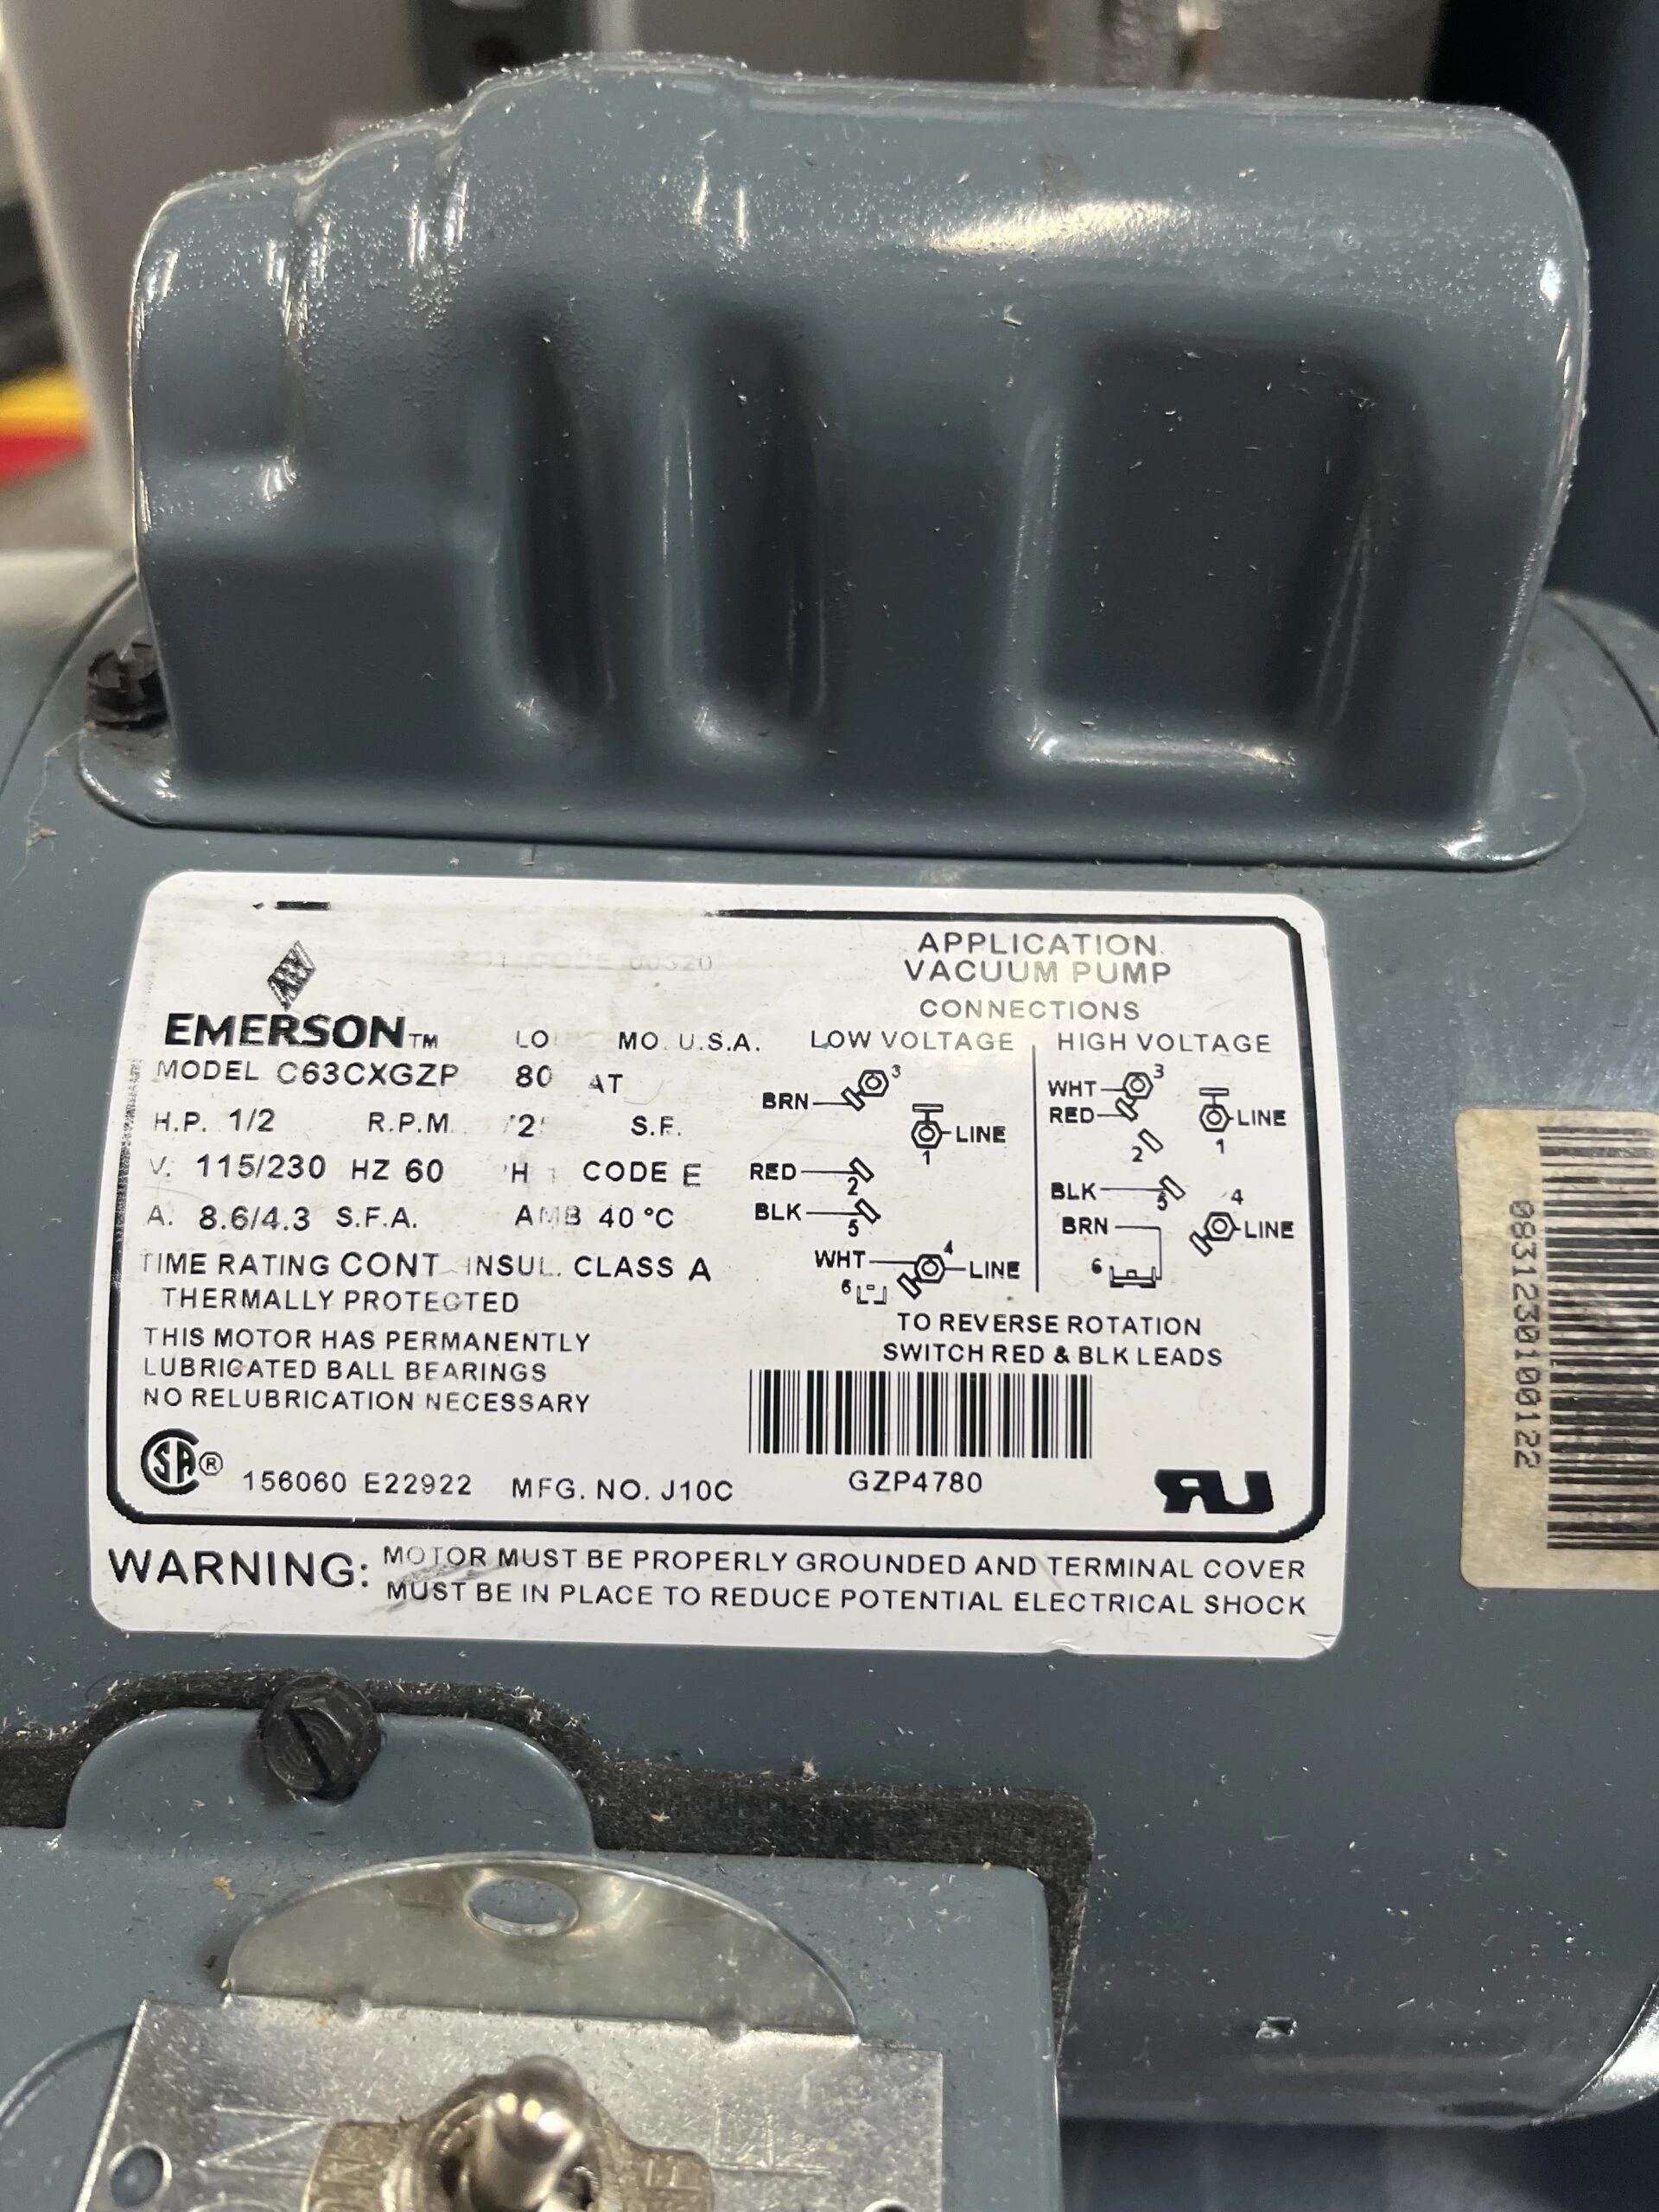 EMERSON™ MO. U.S.A.
MODEL C63CXGZP 80
H.P. 1/2 R.P.M. S.F.
V. 115/230 HZ 60 CODE E
A. 8.6/4.3 S.F.A. AMB 40 °C
TIME RATING CONT INSUL. CLASS A
THERMALLY PROTECTED
THIS MOTOR HAS PERMANENTLY
LUBRICATED BALL BEARINGS
NO RELUBRICATION NECESSARY
SA ® 156060 E22922 MFG. NO. J10C
APPLICATION
VACUUM PUMP
CONNECTIONS
LOW VOLTAGE
BRN 3
LINE
1
RED
2
BLK
5
WHT 4 LINE
6
HIGH VOLTAGE
WHT 3
RED LINE
2 1
BLK 4
5
BRN LINE
6
TO REVERSE ROTATION
SWITCH RED & BLK LEADS
GZP4780
RU
WARNING: MOTOR MUST BE PROPERLY GROUNDED AND TERMINAL COVER
MUST BE IN PLACE TO REDUCE POTENTIAL ELECTRICAL SHOCK
0831230100122